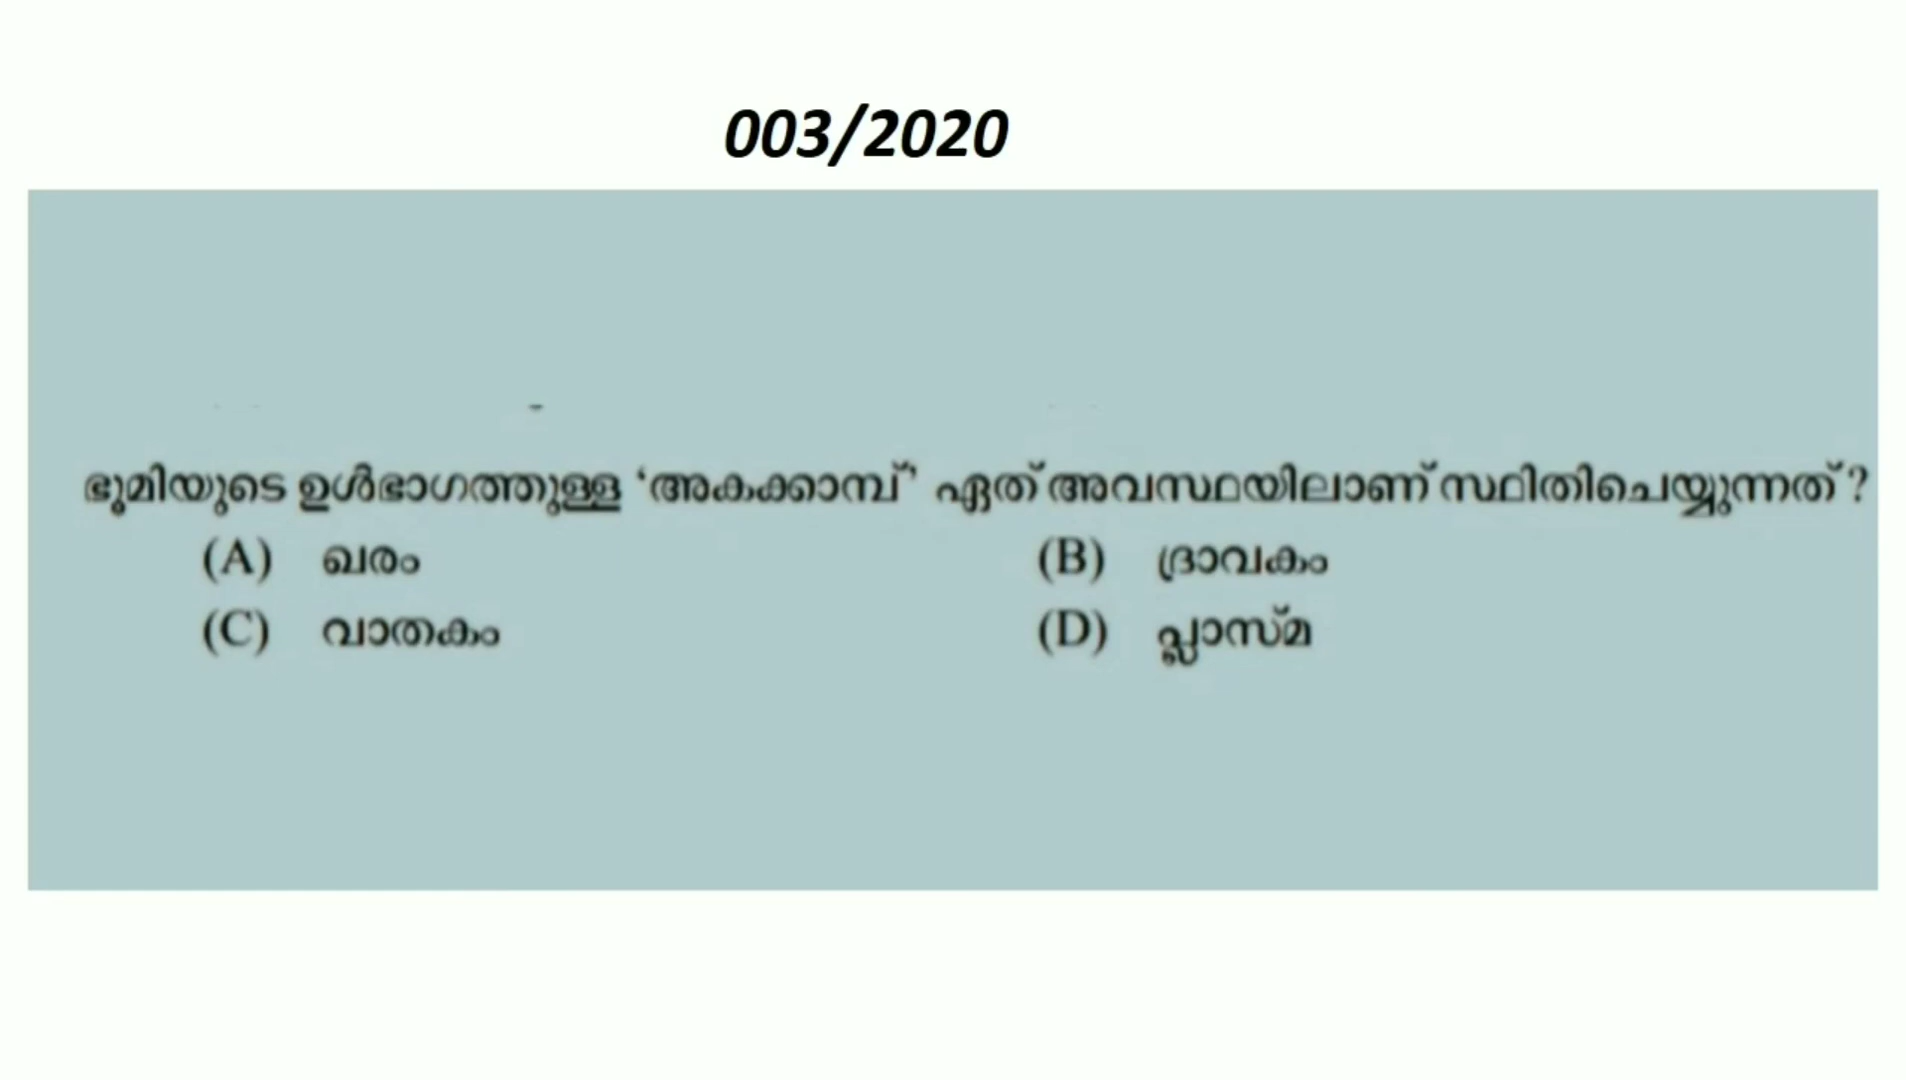 003/2020
ഭൂമിയുടെ ഉൾഭാഗത്തുള്ള ‘അകക്കാമ്പ്’ ഏത് അവസ്ഥയിലാണ് സ്ഥിതിചെയ്യുന്നത് ?
(A) ഖരം (B) ദ്രാവകം
(C) വാതകം (D) പ്ലാസ്മ